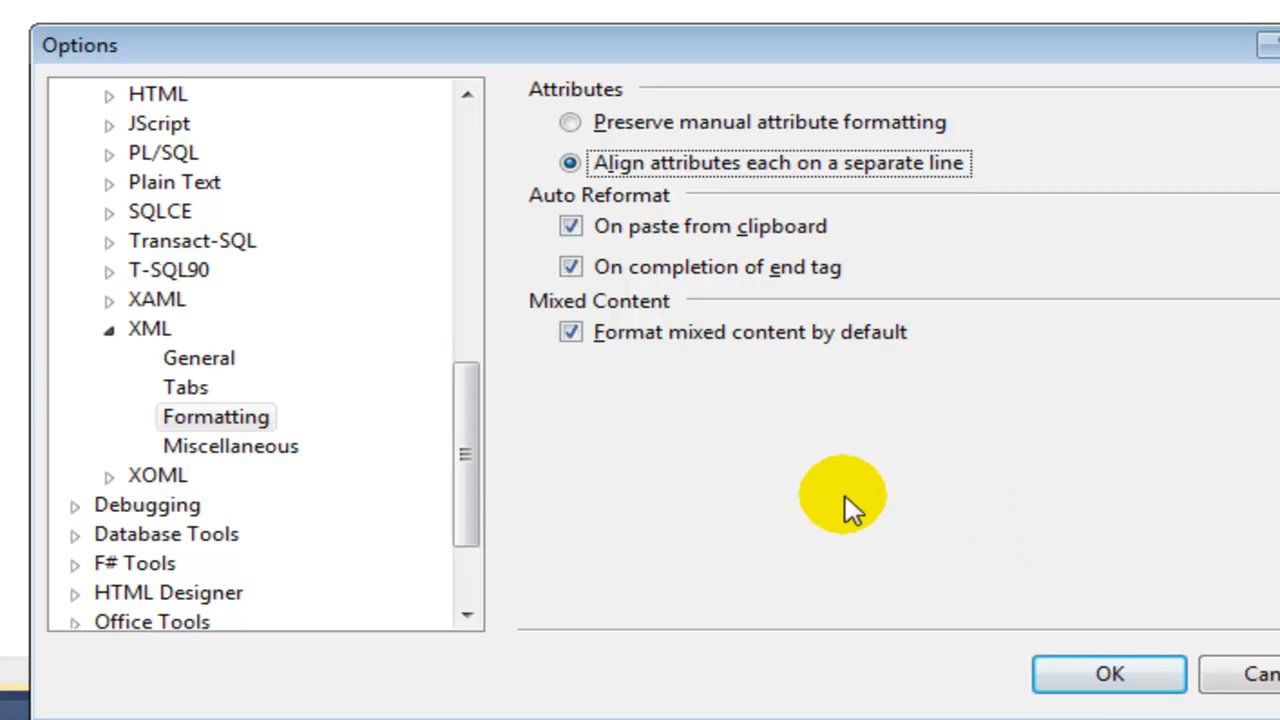 Options
HTML
JScript
PL/SQL
Plain Text
SQLCE
Transact-SQL
T-SQL90
XAML
XML
General
Tabs
Formatting
Miscellaneous
XOML
Debugging
Database Tools
F# Tools
HTML Designer
Office Tools
Attributes
Preserve manual attribute formatting
Align attributes each on a separate line
Auto Reformat
On paste from clipboard
On completion of end tag
Mixed Content
Format mixed content by default
OK
Can